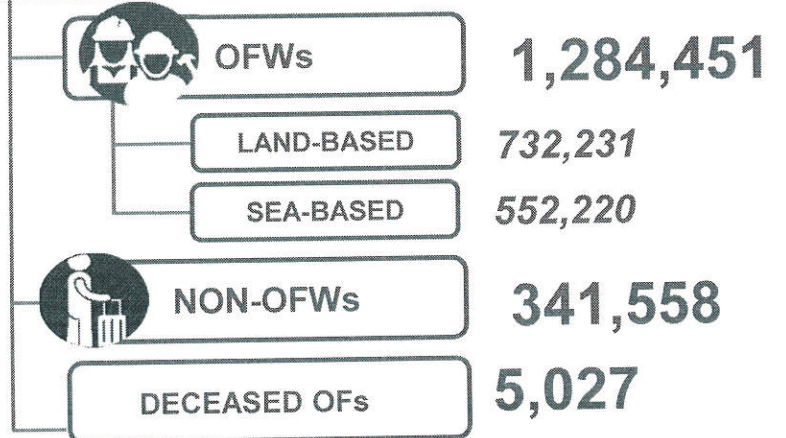 OFWs 1,284,451
LAND-BASED 732,231
SEA-BASED 552,220
NON-OFWs 341,558
DECEASED OFs 5,027